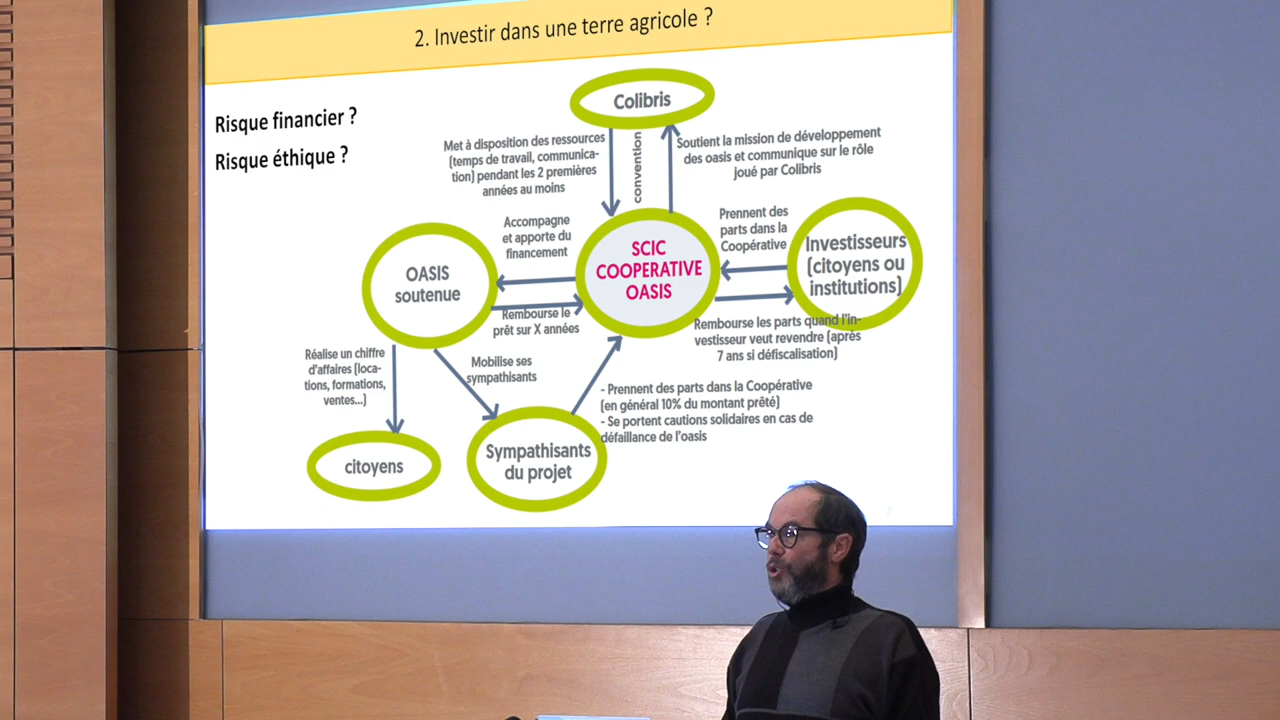 2. Investir dans une terre agricole ?
Risque financier ?
Risque éthique ?
Colibris
Met à disposition des ressources
(temps de travail, communica-
tion) pendant les 2 premières
années au moins
convention
Soutient la mission de développement
des oasis et communique sur le rôle
joué par Colibris
Accompagne
et apporte du
financement
Prennent des
parts dans la
Coopérative
OASIS
soutenue
SCIC
COOPERATIVE
OASIS
Investisseurs
(citoyens ou
institutions)
Rembourse le
prêt sur X années
Rembourse les parts quand l'in-
vestisseur veut revendre (après
7 ans si défiscalisation)
Réalise un chiffre
d'affaires (loca-
tions, formations,
ventes...)
Mobilise ses
sympathisants
- Prennent des parts dans la Coopérative
(en général 10% du montant prêté)
- Se portent cautions solidaires en cas de
défaillance de l'oasis
citoyens
Sympathisants
du projet